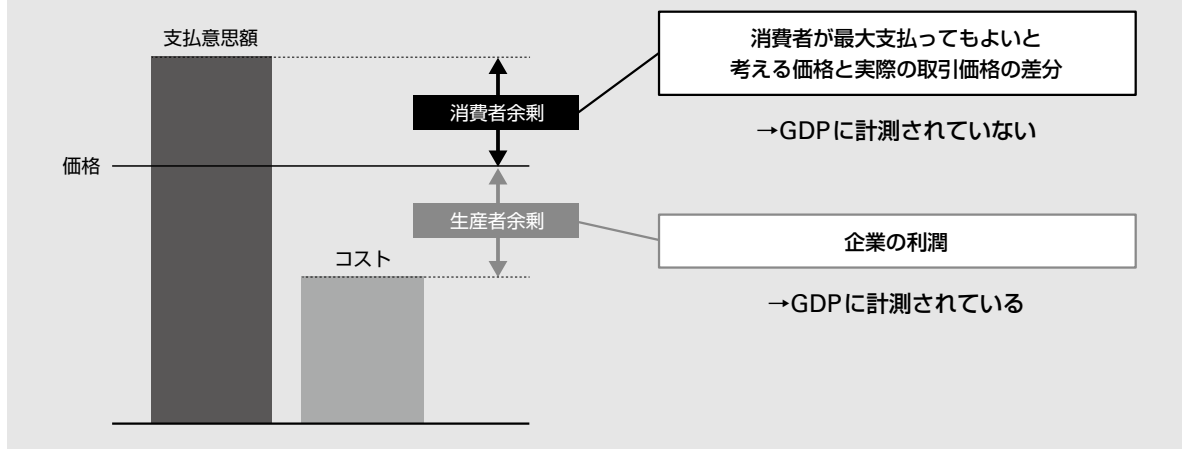 支払意思額
消費者が最大支払ってもよいと
考える価格と実際の取引価格の差分
消費者余剰
→GDPに計測されていない
価格
生産者余剰
企業の利潤
コスト
→GDPに計測されている